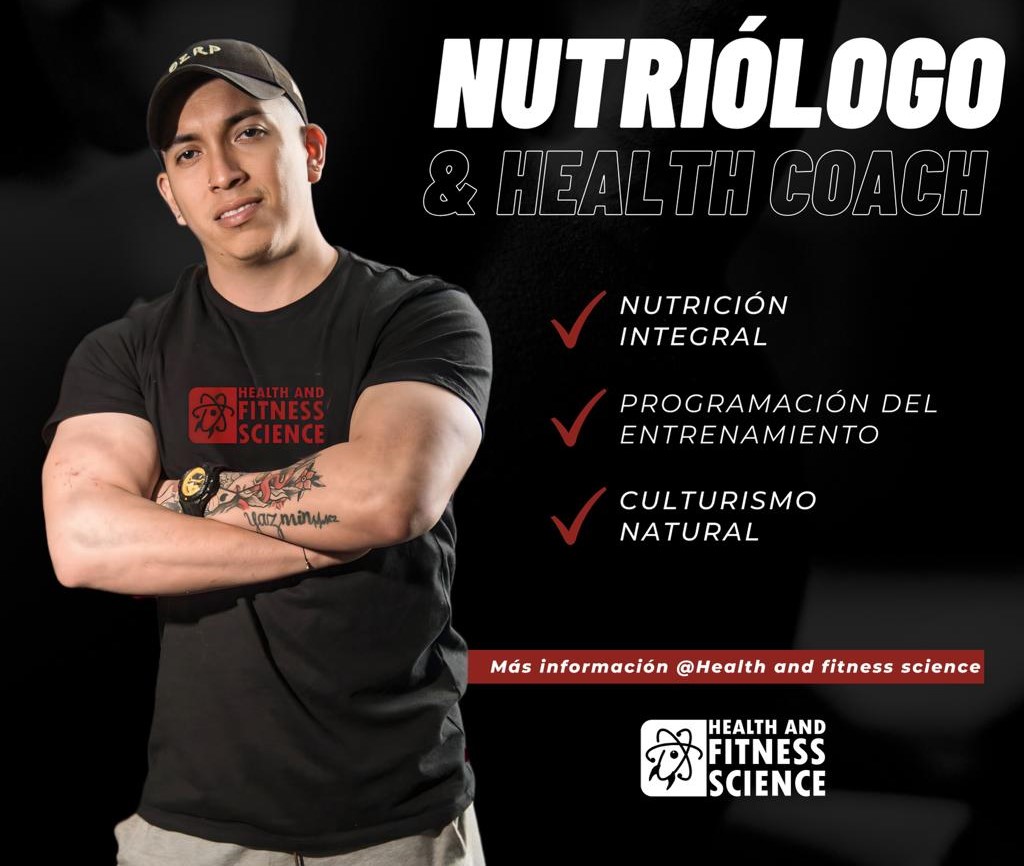 NUTRIÓLOGO
& HEALTH COACH
NUTRICIÓN
INTEGRAL
PROGRAMACIÓN DEL
ENTRENAMIENTO
CULTURISMO
NATURAL
HEALTH AND
FITNESS
SCIENCE
Yazmin
Más información @Health and fitness science
HEALTH AND
FITNESS
SCIENCE